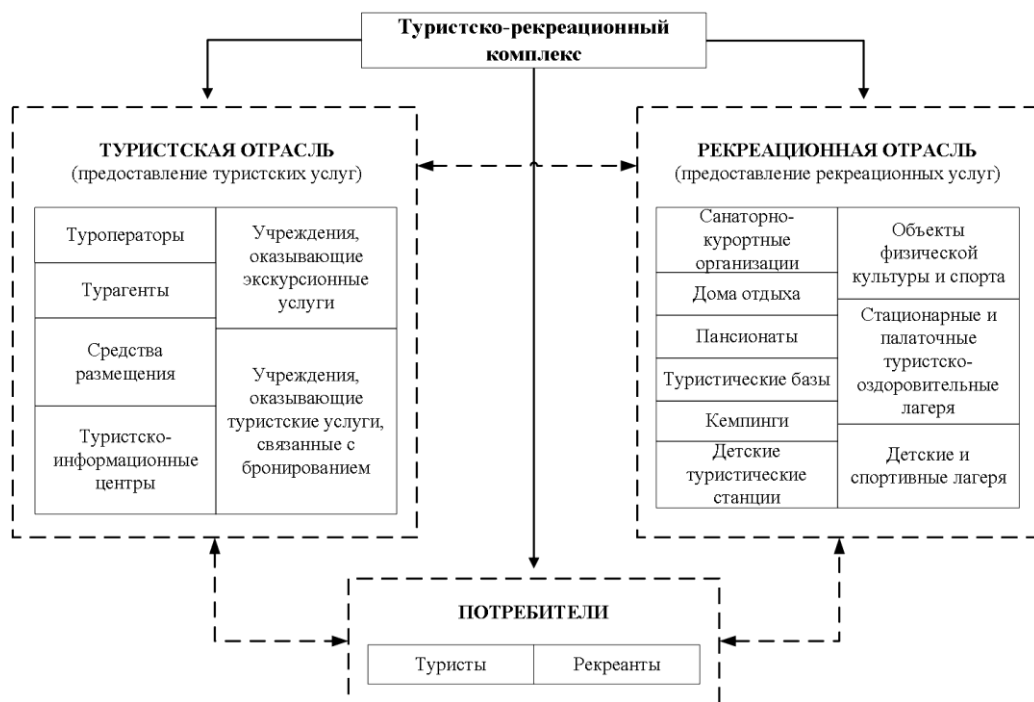 Туристско-рекреационный
комплекс
ТУРИСТСКАЯ ОТРАСЛЬ
(предоставление туристских услуг)
Туроператоры
Турагенты
Средства
размещения
Туристско-
информационные
центры
Учреждения,
оказывающие
экскурсионные
услуги
Учреждения,
оказывающие
туристские услуги,
связанные с
бронированием
РЕКРЕАЦИОННАЯ ОТРАСЛЬ
(предоставление рекреационных услуг)
Санаторно-
курортные
организации
Дома отдыха
Пансионаты
Туристические базы
Кемпинги
Детские
туристические
станции
Объекты
физической
культуры и спорта
Стационарные и
палаточные
туристско-
оздоровительные
лагеря
Детские и
спортивные лагеря
ПОТРЕБИТЕЛИ
Туристы
Рекреанты